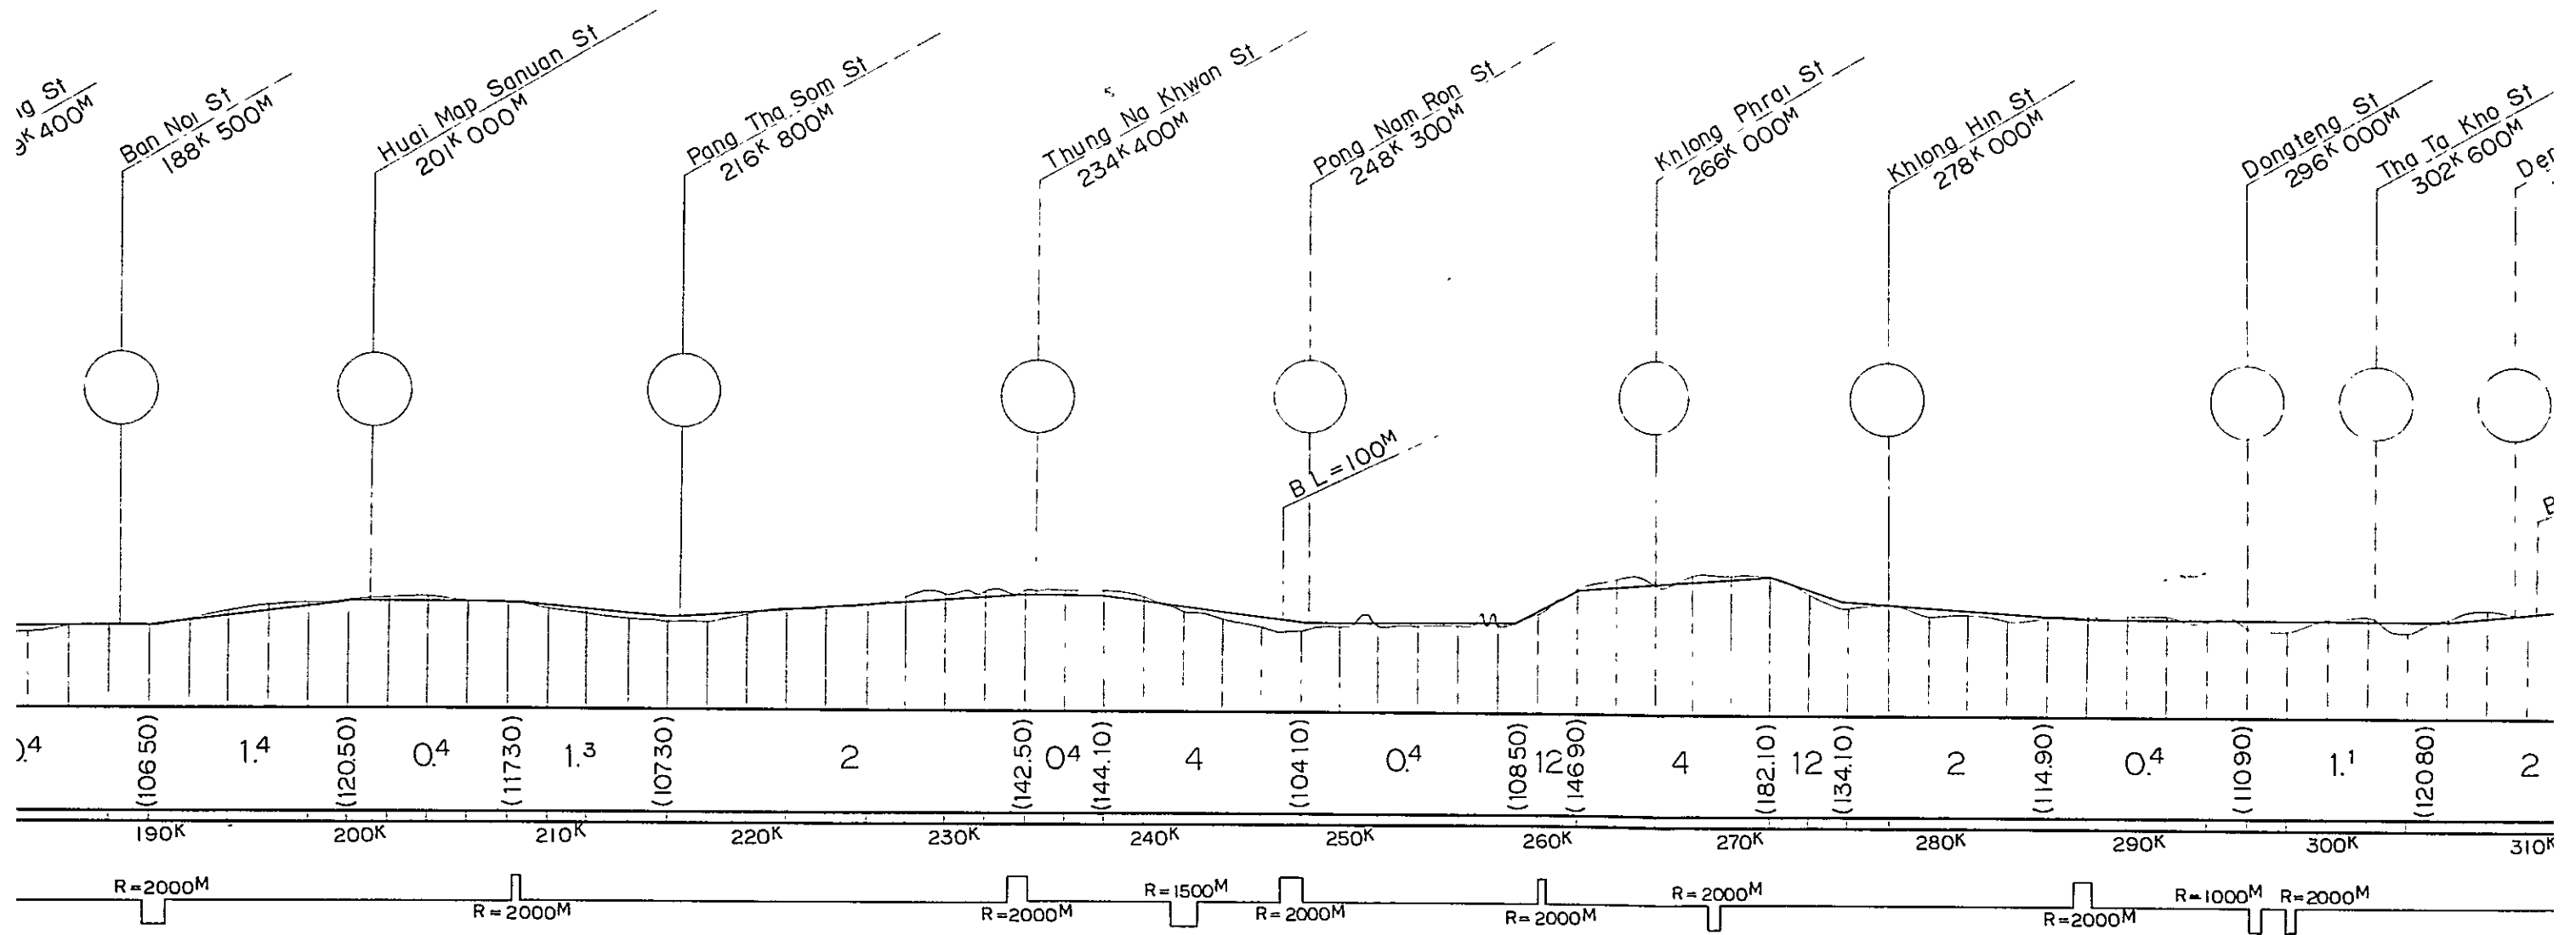 St
400M
Ban Noi St
188K 500M
Huai Map Sanuan St
201K 000M
Pang Tha Som St
216K 800M
Thung Na Khwan St
234K 400M
Pong Nam Ron St
248K 300M
Khlong Phrai St
266K 000M
Khlong Hin St
278K 000M
Dongteng St
296K 000M
Tha Ta Kho St
302K 600M
B L=100M
(106.50) 1.4 (120.50) 0.4 (117.30) 1.3 (107.30) 2 (142.50) 0.4 (144.10) 4 (104.10) 0.4 (108.50) 12 (146.90) 4 (182.10) 12 (134.10) 2 (114.90) 0.4 (110.90) 1.1 (120.80) 2
190K 200K 210K 220K 230K 240K 250K 260K 270K 280K 290K 300K 310K
R=2000M R=1500M R=2000M R=1000M R=2000M
R=2000M R=2000M R=2000M R=2000M R=2000M